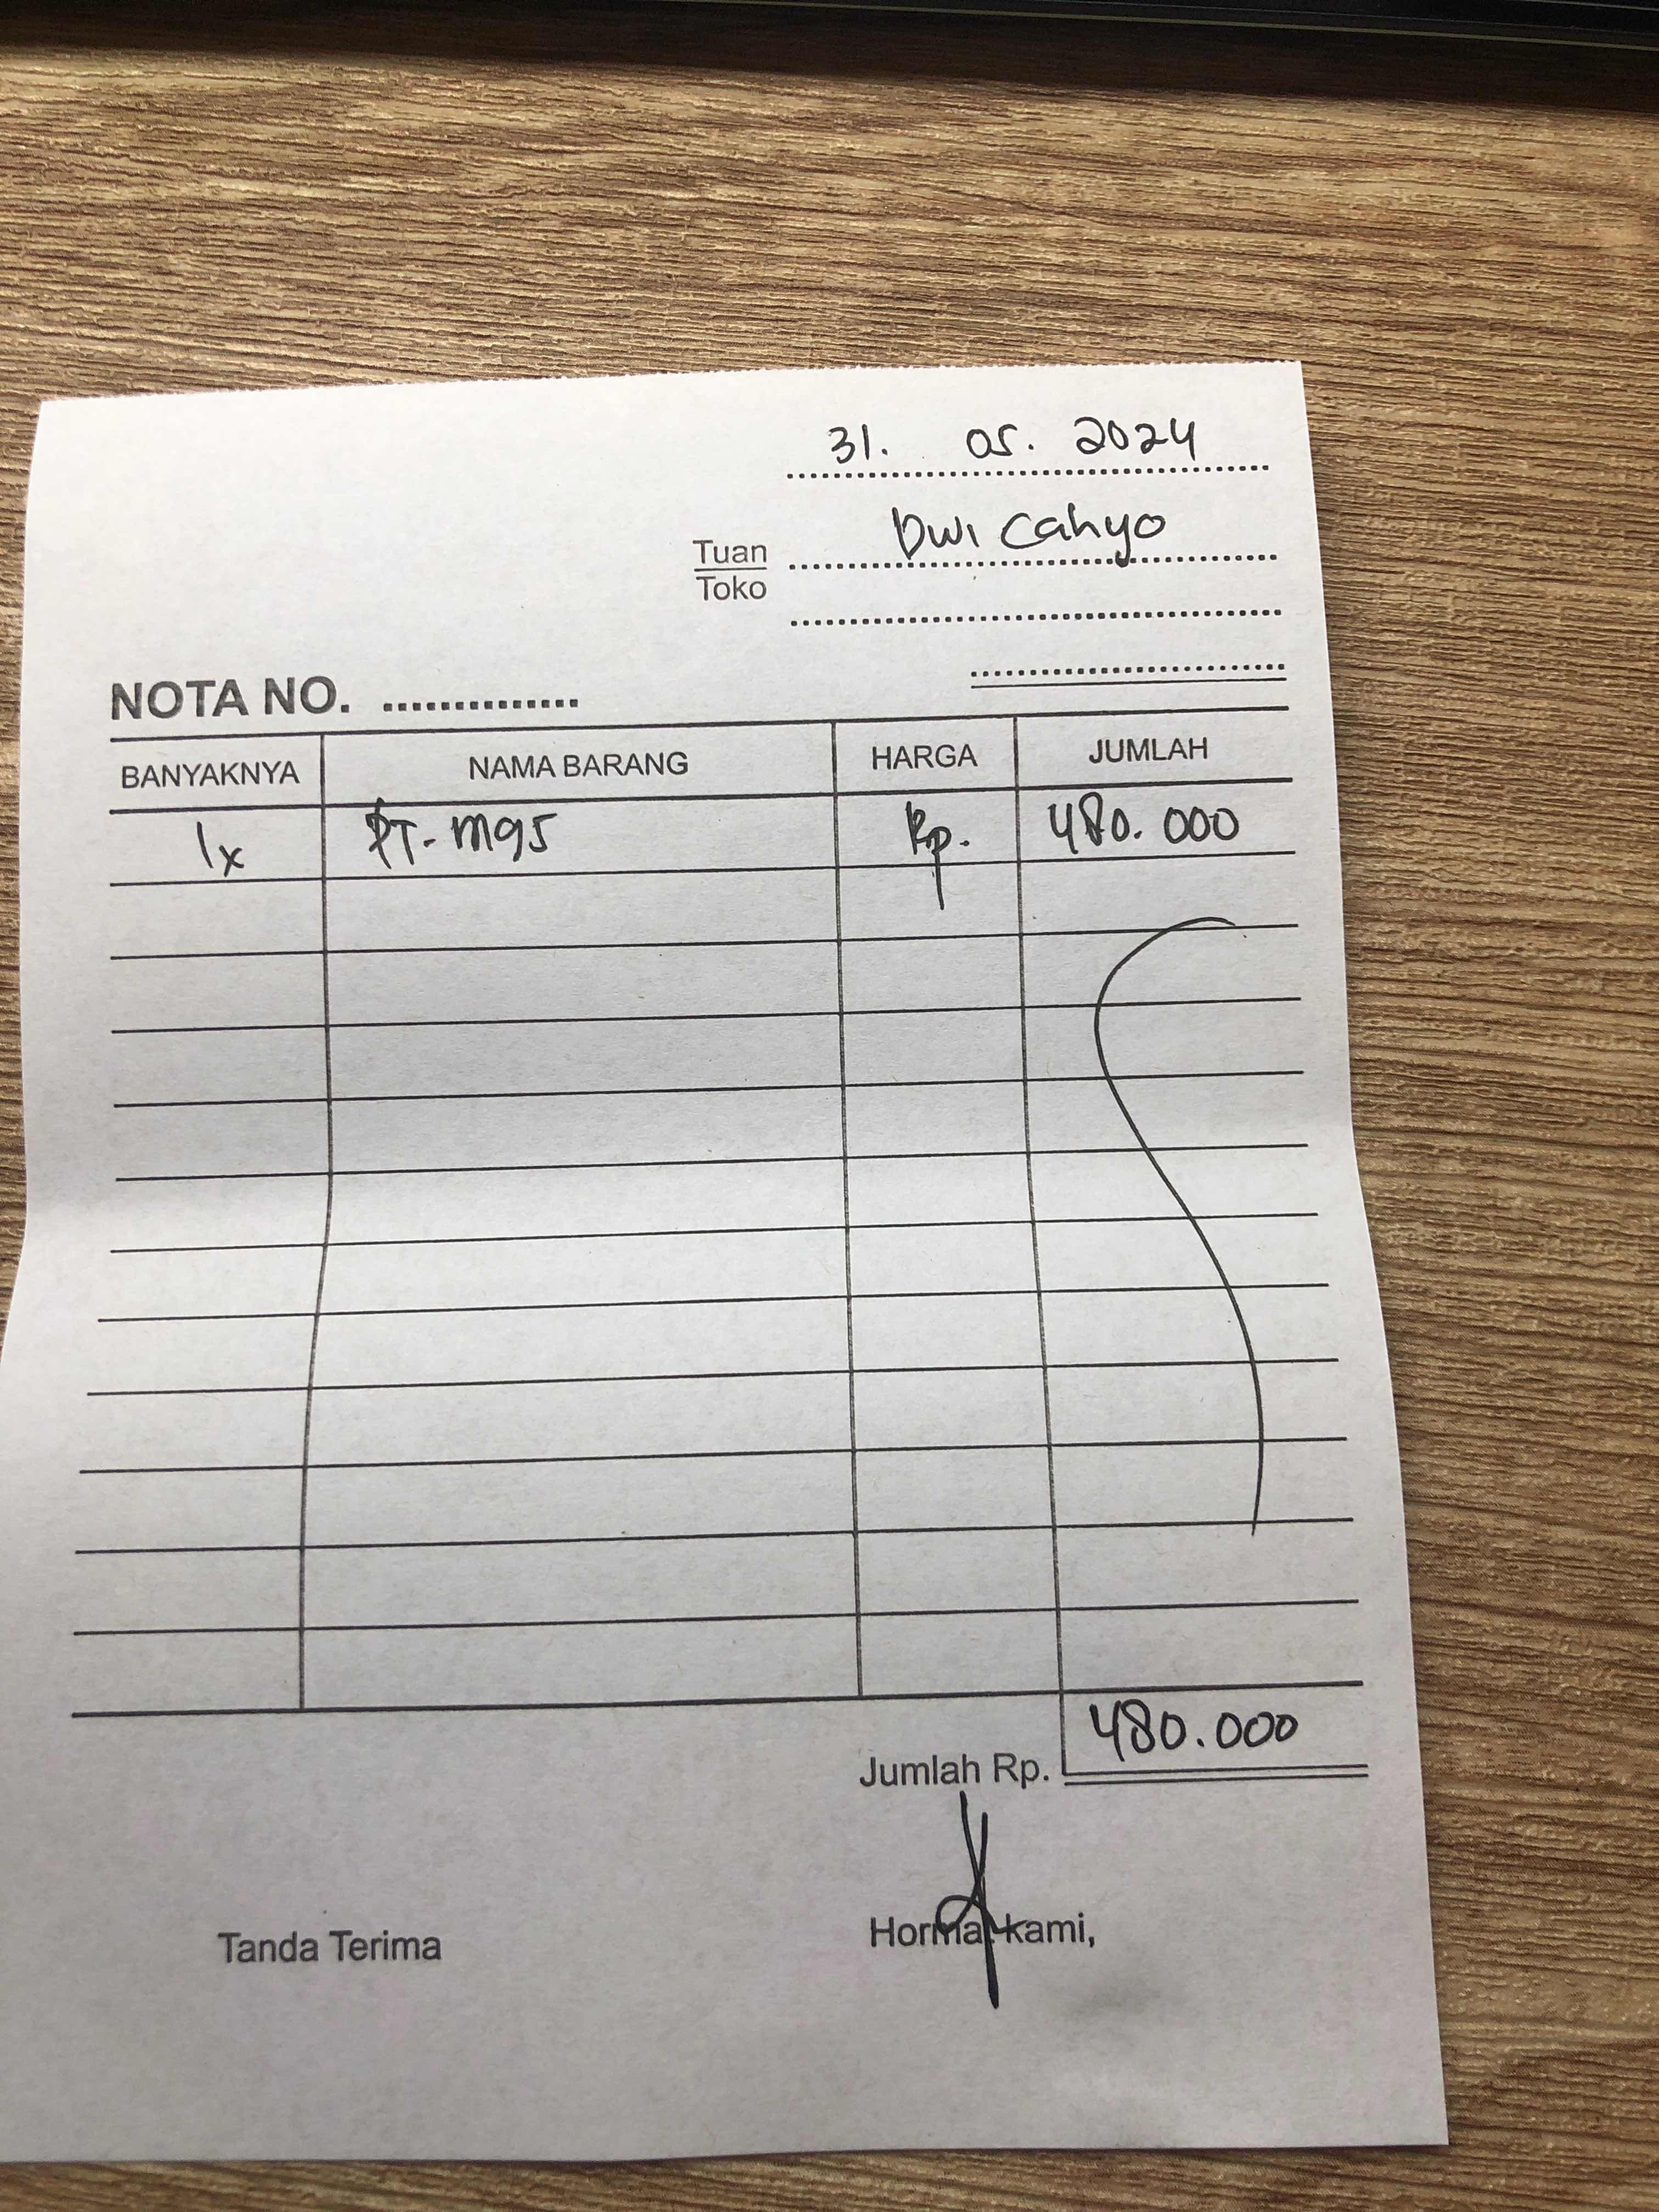 31. 05. 2024
Tuan Dwi Cahyo
Toko
NOTA NO. ...............
BANYAKNYA NAMA BARANG HARGA JUMLAH
1x PT-M95 Rp. 480.000
Jumlah Rp. 480.000
Tanda Terima Hormat kami,